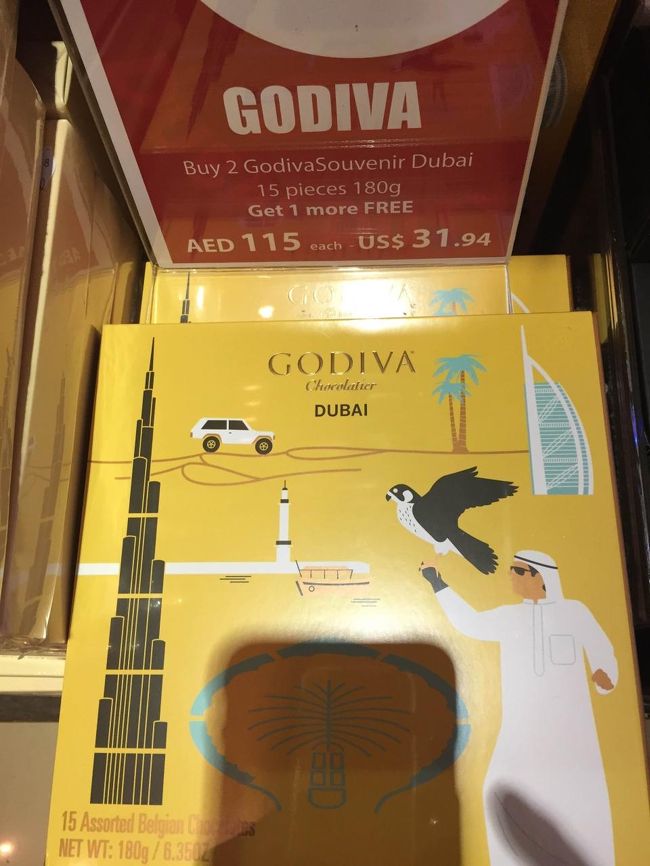 GODIVA
Buy 2 GodivaSouvenir Dubai
15 pieces 180g
Get 1 more FREE
AED 115 each - US$ 31.94
GODIVA
Chocolatier
DUBAI
15 Assorted Belgian Chocolates
NET WT: 180g / 6.35OZ